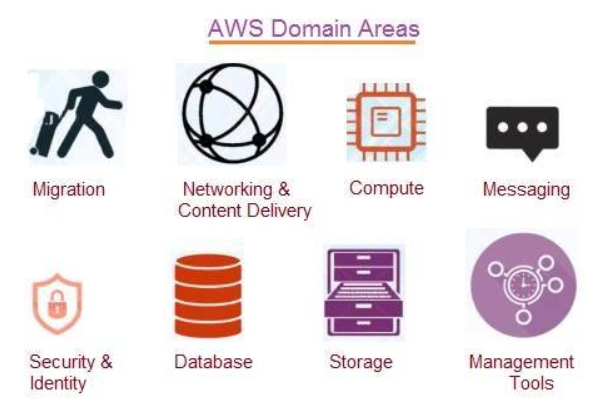 AWS Domain Areas
Migration
Networking &
Content Delivery
Compute
Messaging
Security &
Identity
Database
Storage
Management
Tools